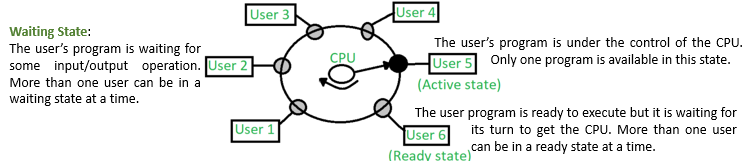 Waiting State:
The user's program is waiting for
some input/output operation.
More than one user can be in a
waiting state at a time.
User 3
User 4
User 2
CPU
User 5
(Active state)
User 1
User 6
(Ready state)
The user's program is under the control of the CPU.
Only one program is available in this state.
The user program is ready to execute but it is waiting for
its turn to get the CPU. More than one user
can be in a ready state at a time.